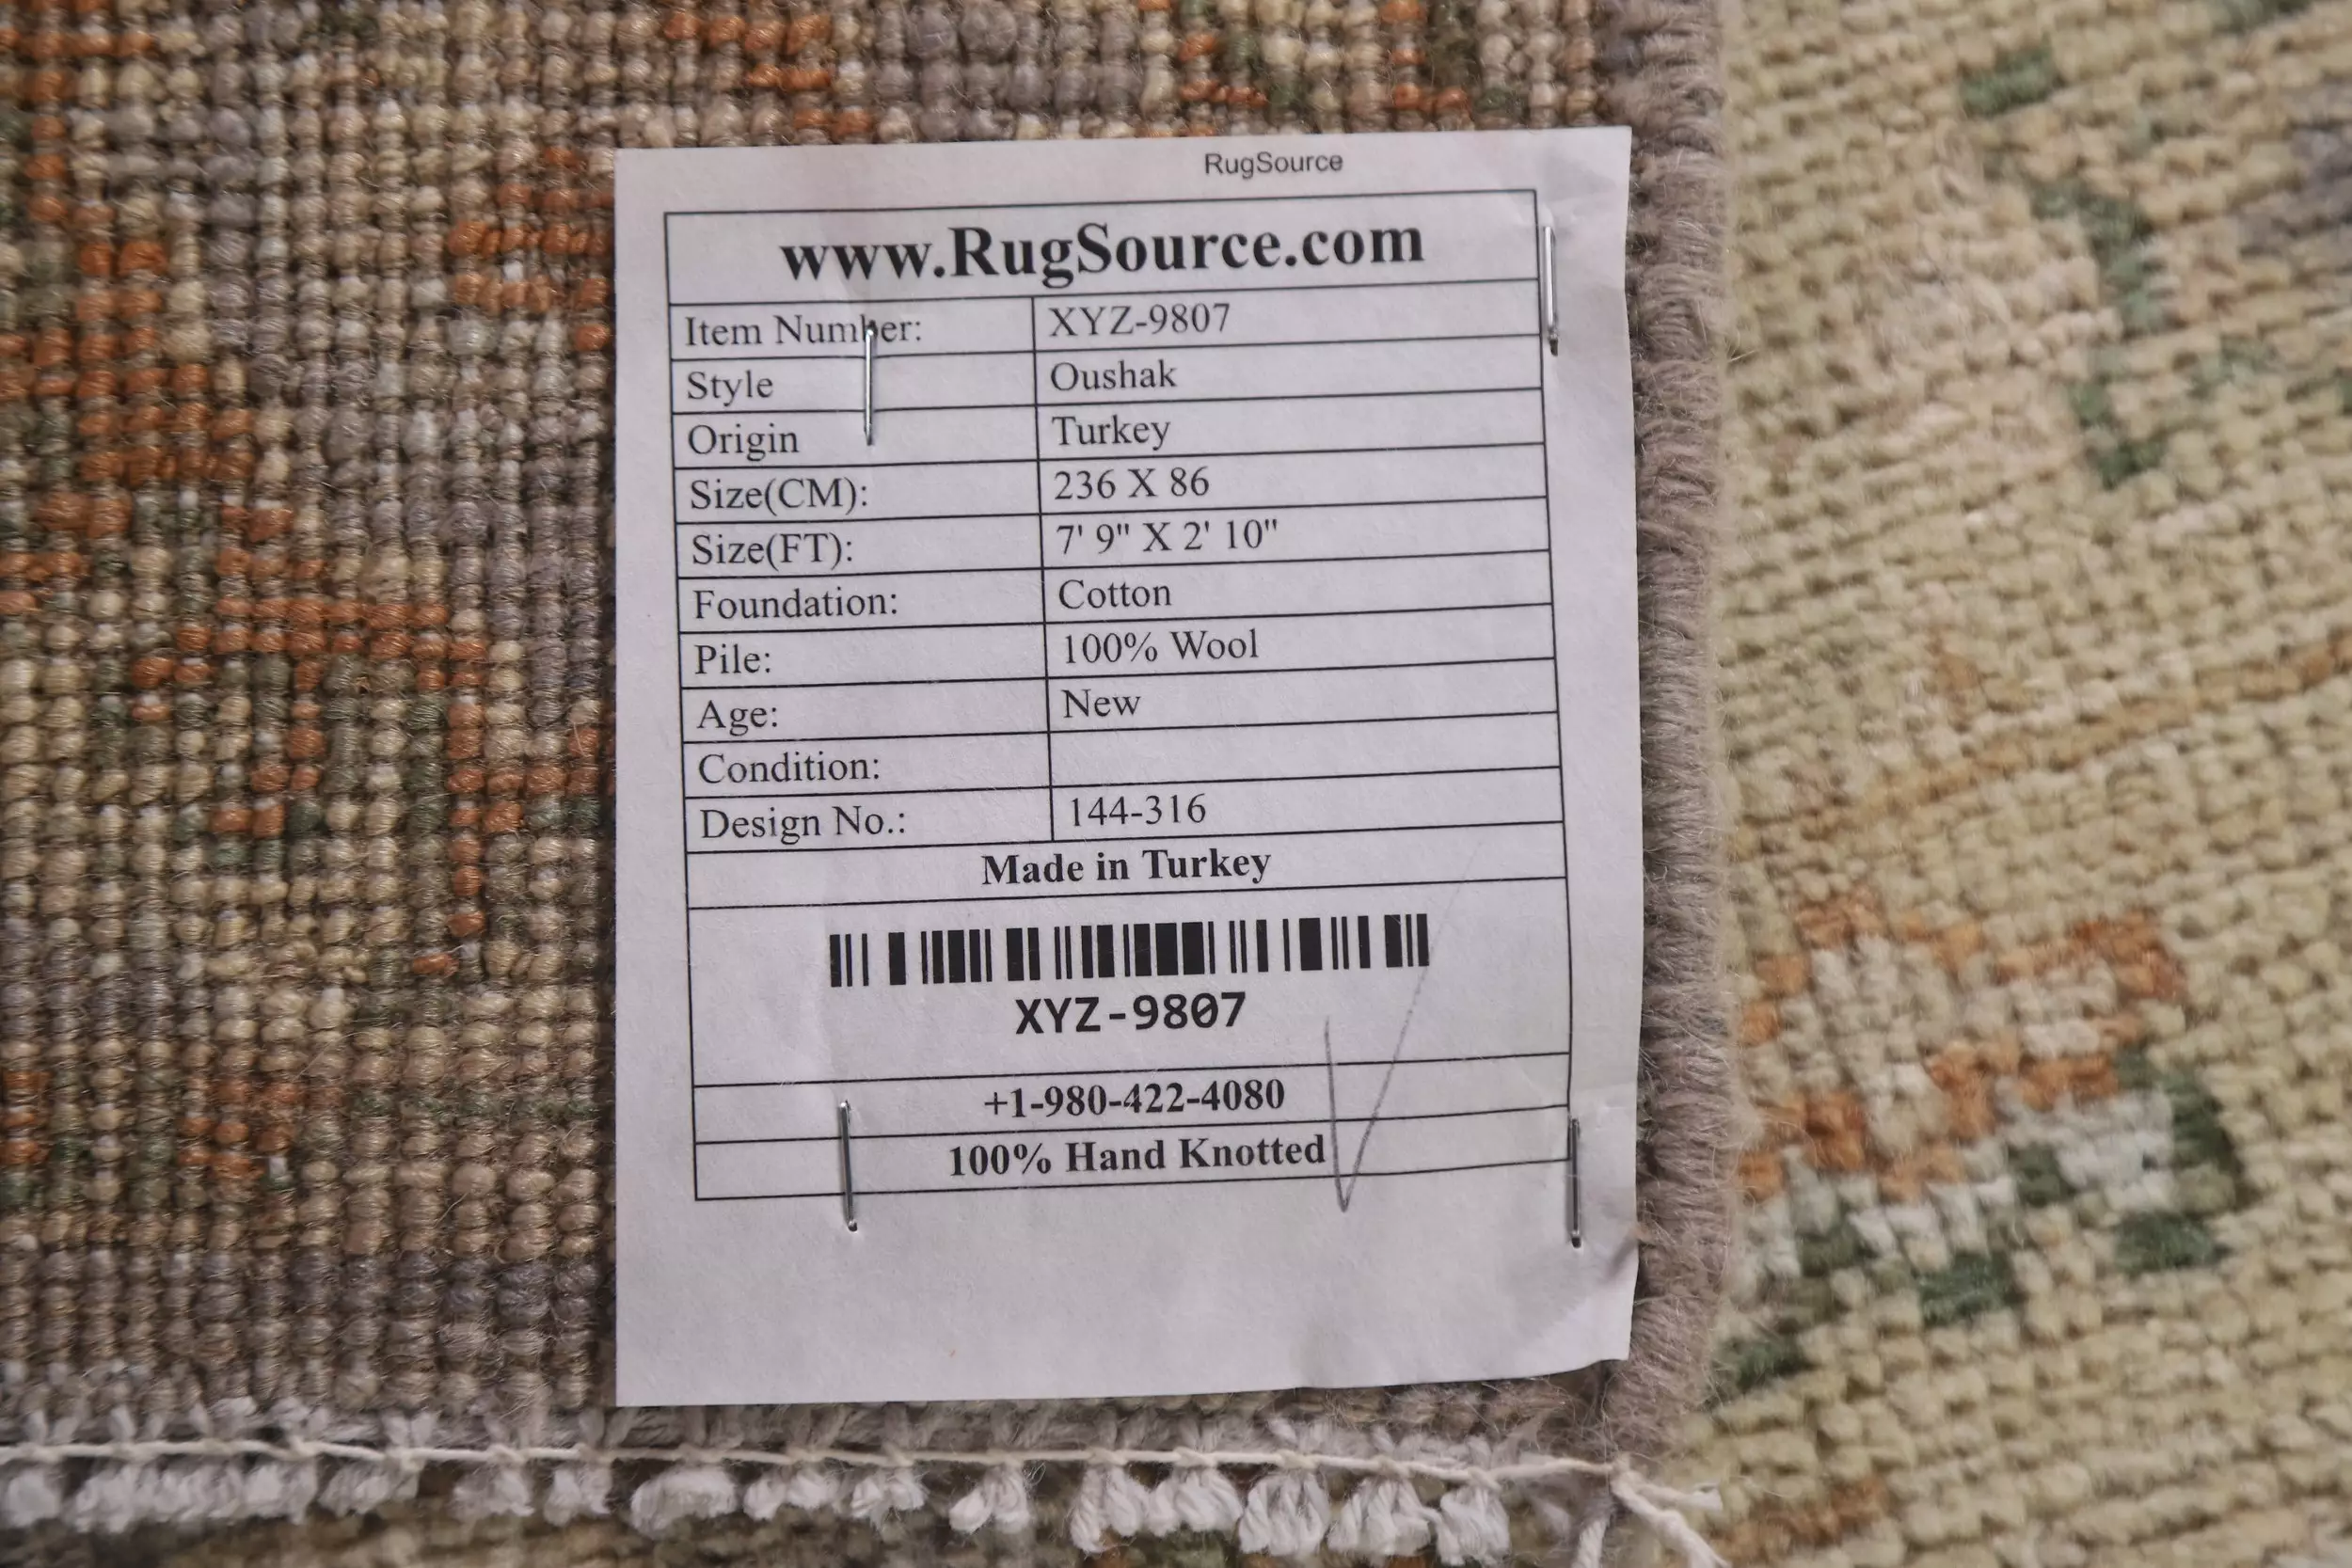 RugSource
www.RugSource.com
Item Number: XYZ-9807
Style Oushak
Origin Turkey
Size(CM): 236 X 86
Size(FT): 7' 9" X 2' 10"
Foundation: Cotton
Pile: 100% Wool
Age: New
Condition:
Design No.: 144-316
Made in Turkey
XYZ-9807
+1-980-422-4080
100% Hand Knotted